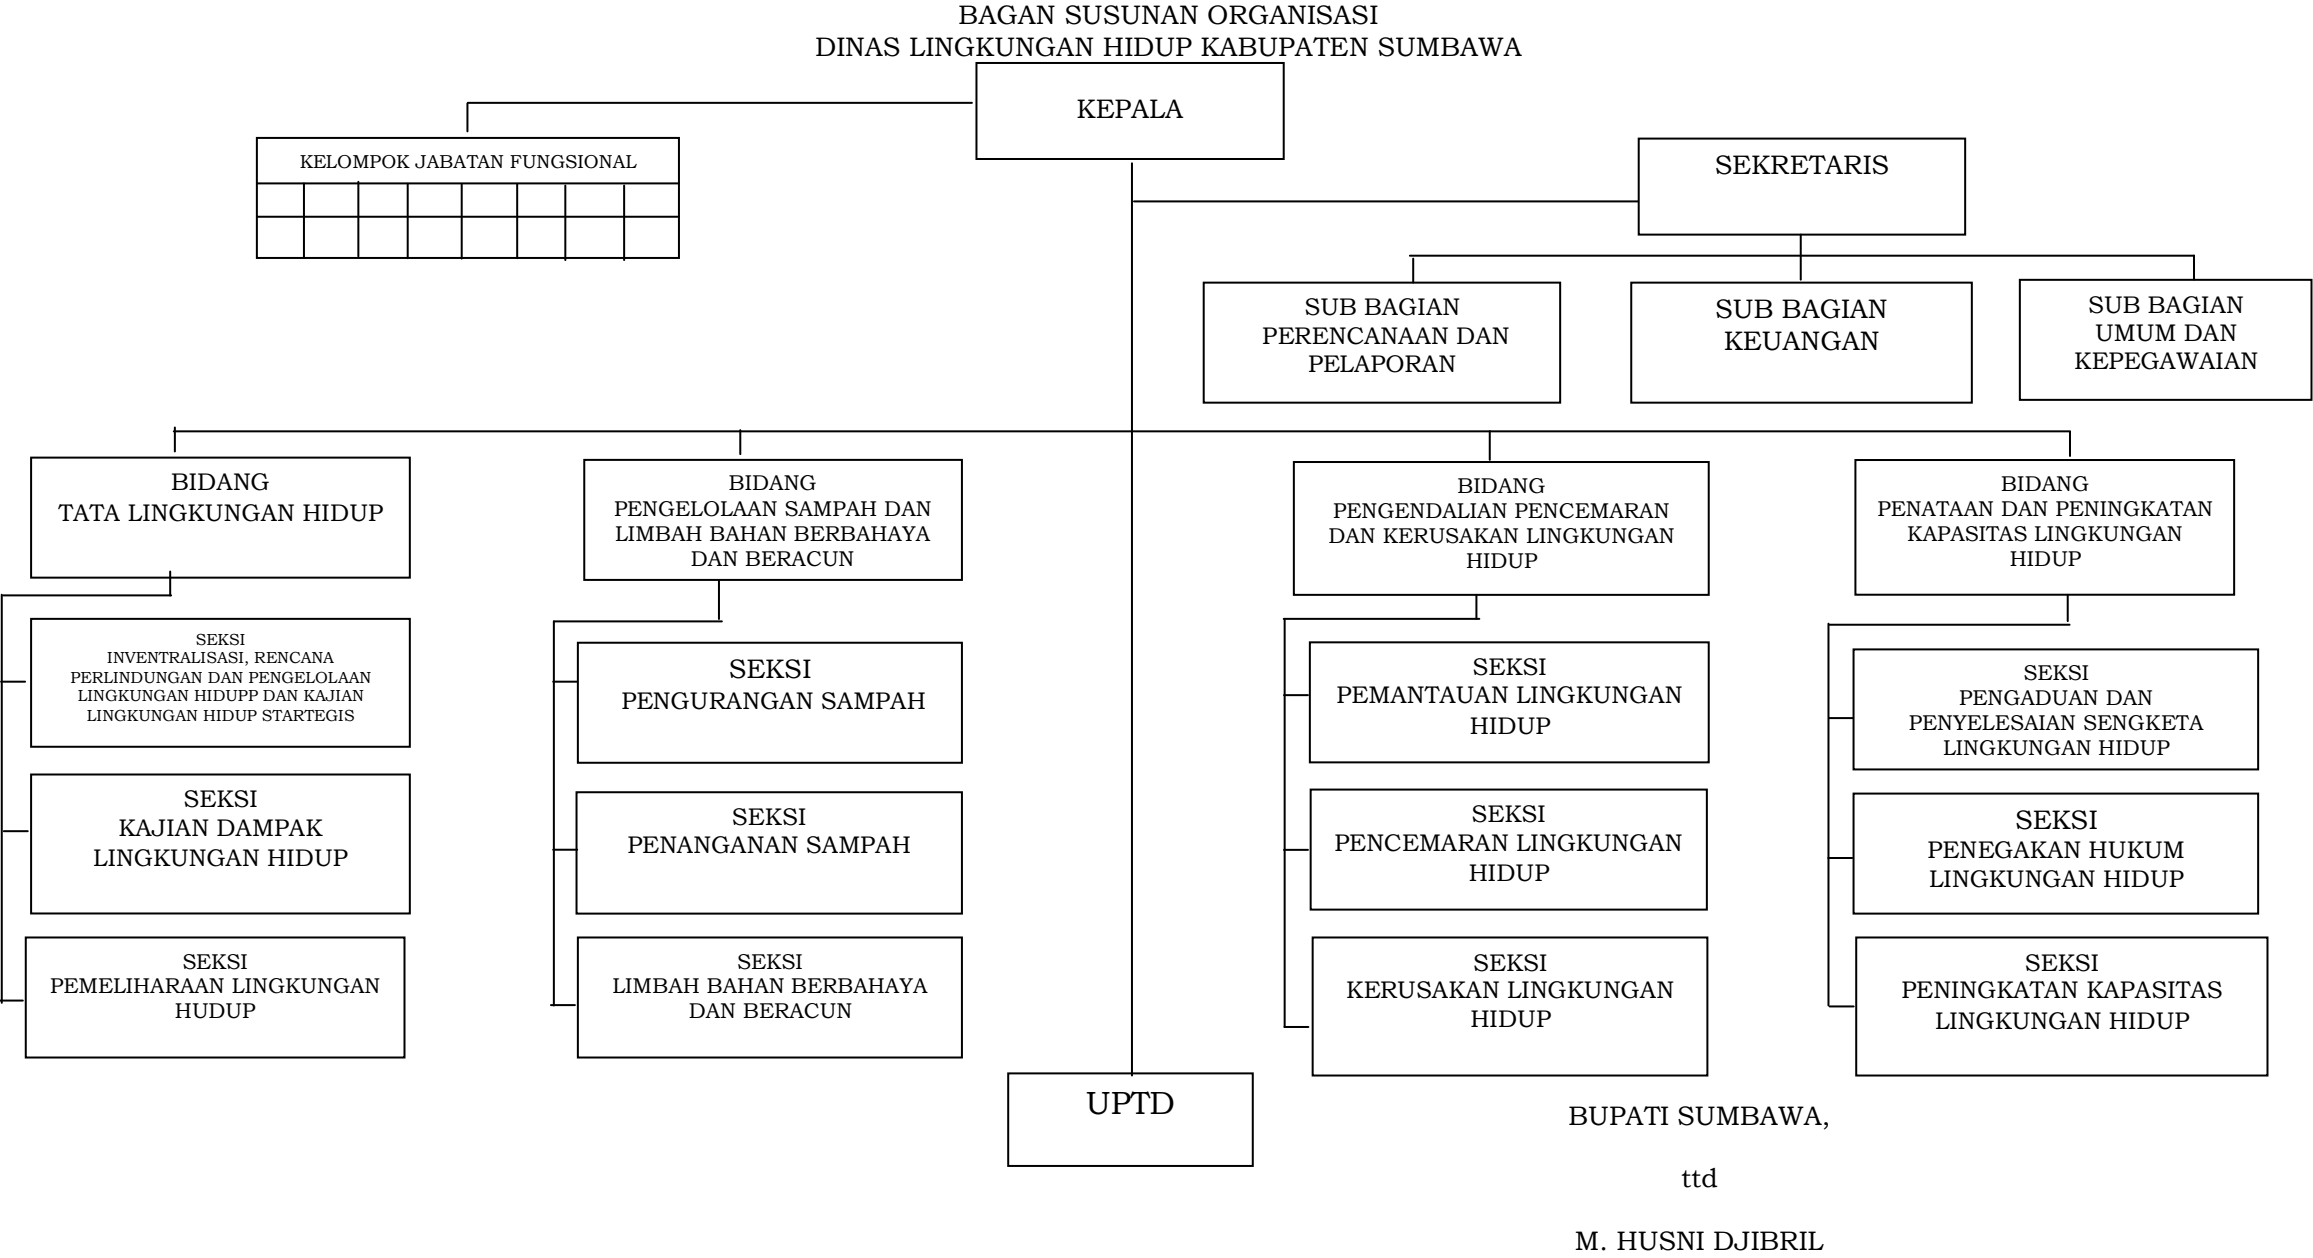 BAGAN SUSUNAN ORGANISASI
DINAS LINGKUNGAN HIDUP KABUPATEN SUMBAWA
KEPALA
KELOMPOK JABATAN FUNGSIONAL
SEKRETARIS
SUB BAGIAN
PERENCANAAN DAN
PELAPORAN
SUB BAGIAN
KEUANGAN
SUB BAGIAN
UMUM DAN
KEPEGAWAIAN
BIDANG
TATA LINGKUNGAN HIDUP
BIDANG
PENGELOLAAN SAMPAH DAN
LIMBAH BAHAN BERBAHAYA
DAN BERACUN
BIDANG
PENGENDALIAN PENCEMARAN
DAN KERUSAKAN LINGKUNGAN
HIDUP
BIDANG
PENATAAN DAN PENINGKATAN
KAPASITAS LINGKUNGAN
HIDUP
SEKSI
INVENTRALISASI, RENCANA
PERLINDUNGAN DAN PENGELOLAAN
LINGKUNGAN HIDUPP DAN KAJIAN
LINGKUNGAN HIDUP STARTEGIS
SEKSI
PENGURANGAN SAMPAH
SEKSI
PEMANTAUAN LINGKUNGAN
HIDUP
SEKSI
PENGADUAN DAN
PENYELESAIAN SENGKETA
LINGKUNGAN HIDUP
SEKSI
KAJIAN DAMPAK
LINGKUNGAN HIDUP
SEKSI
PENANGANAN SAMPAH
SEKSI
PENCEMARAN LINGKUNGAN
HIDUP
SEKSI
PENEGAKAN HUKUM
LINGKUNGAN HIDUP
SEKSI
PEMELIHARAAN LINGKUNGAN
HUDUP
SEKSI
LIMBAH BAHAN BERBAHAYA
DAN BERACUN
SEKSI
KERUSAKAN LINGKUNGAN
HIDUP
SEKSI
PENINGKATAN KAPASITAS
LINGKUNGAN HIDUP
UPTD
BUPATI SUMBAWA,
ttd
M. HUSNI DJIBRIL